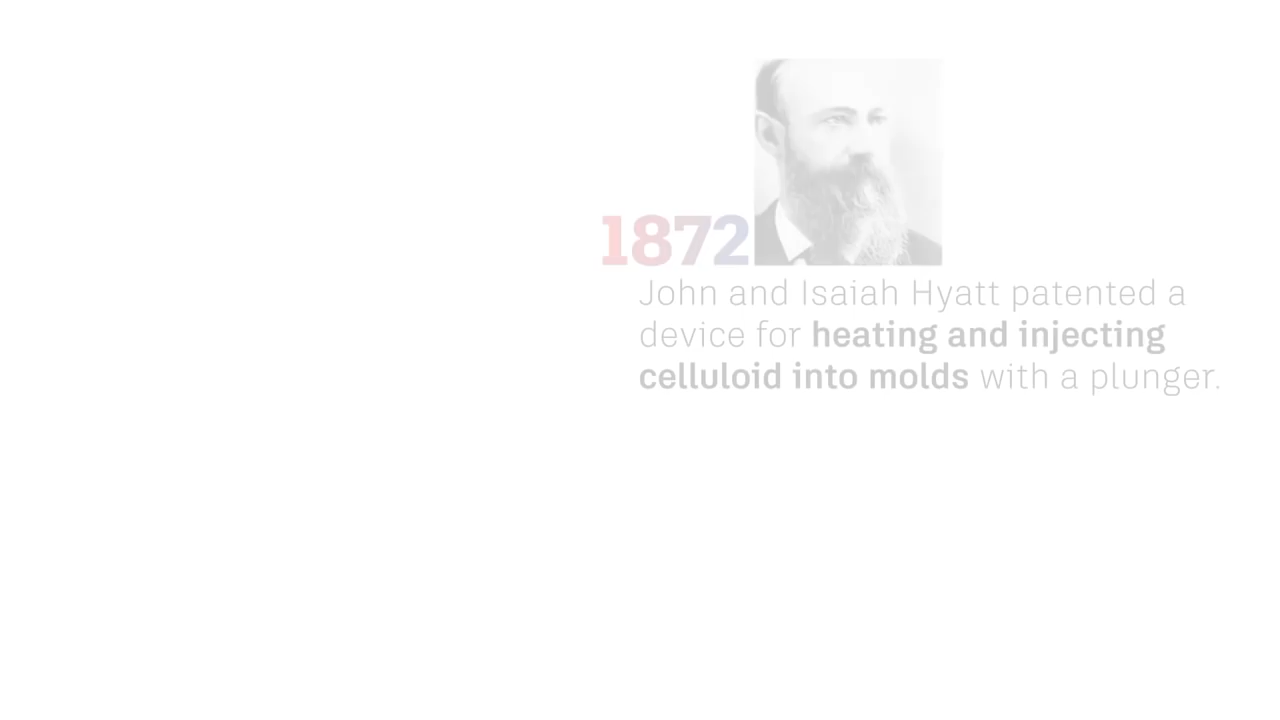 1872
John and Isaiah Hyatt patented a
device for heating and injecting
celluloid into molds with a plunger.